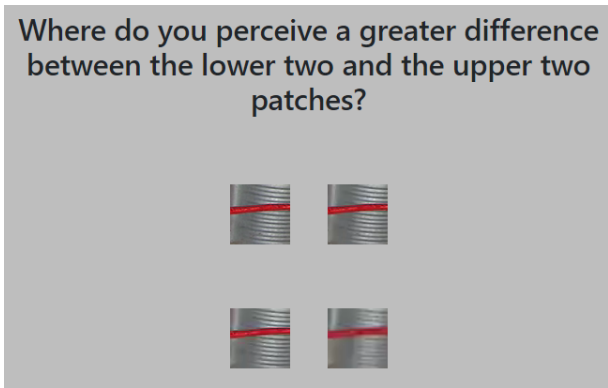 Where do you perceive a greater difference
between the lower two and the upper two
patches?